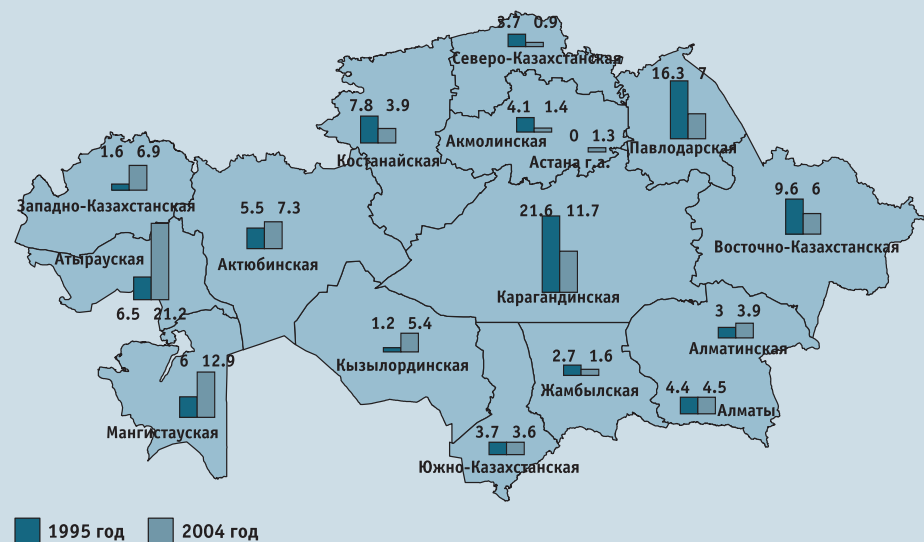 3.7 0.9
Северо-Казахстанская
16.3 7
Павлодарская
7.8 3.9
Костанайская
4.1 1.4
Акмолинская
0 1.3
Астана г.а.
1.6 6.9
Западно-Казахстанская
9.6 6
Восточно-Казахстанская
5.5 7.3
Актюбинская
21.6 11.7
Карагандинская
Атырауская
6.5 21.2
1.2 5.4
Кызылординская
3 3.9
Алматинская
6 12.9
Мангистауская
2.7 1.6
Жамбылская
4.4 4.5
Алматы
3.7 3.6
Южно-Казахстанская
1995 год
2004 год